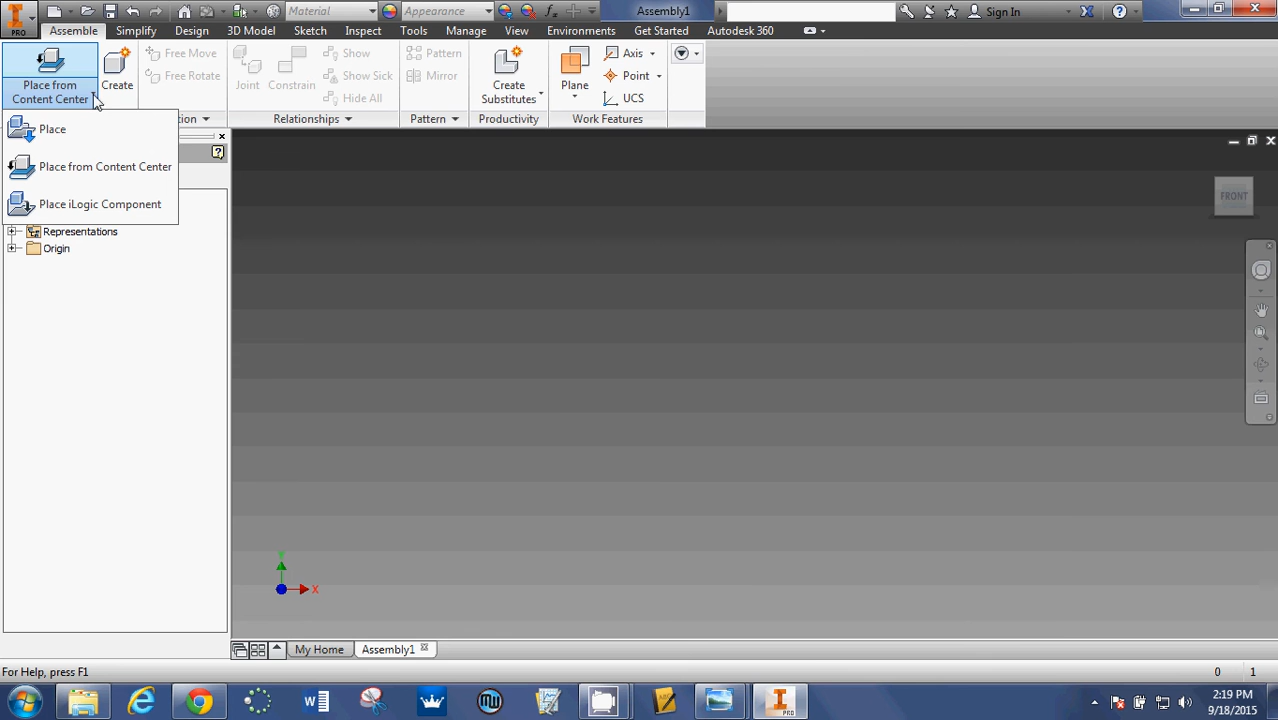 PRO
Material
Appearance
Assembly1
Sign In
Assemble
Simplify
Design
3D Model
Sketch
Inspect
Tools
Manage
View
Environments
Get Started
Autodesk 360
Place from
Content Center
Create
Free Move
Free Rotate
Joint
Constrain
Show
Show Sick
Hide All
Pattern
Mirror
Create
Substitutes
Plane
Axis
Point
UCS
Relationships
Pattern
Productivity
Work Features
Place
Place from Content Center
Place iLogic Component
Representations
Origin
FRONT
Y
X
My Home
Assembly1
For Help, press F1
0
1
PRO
2:19 PM
9/18/2015